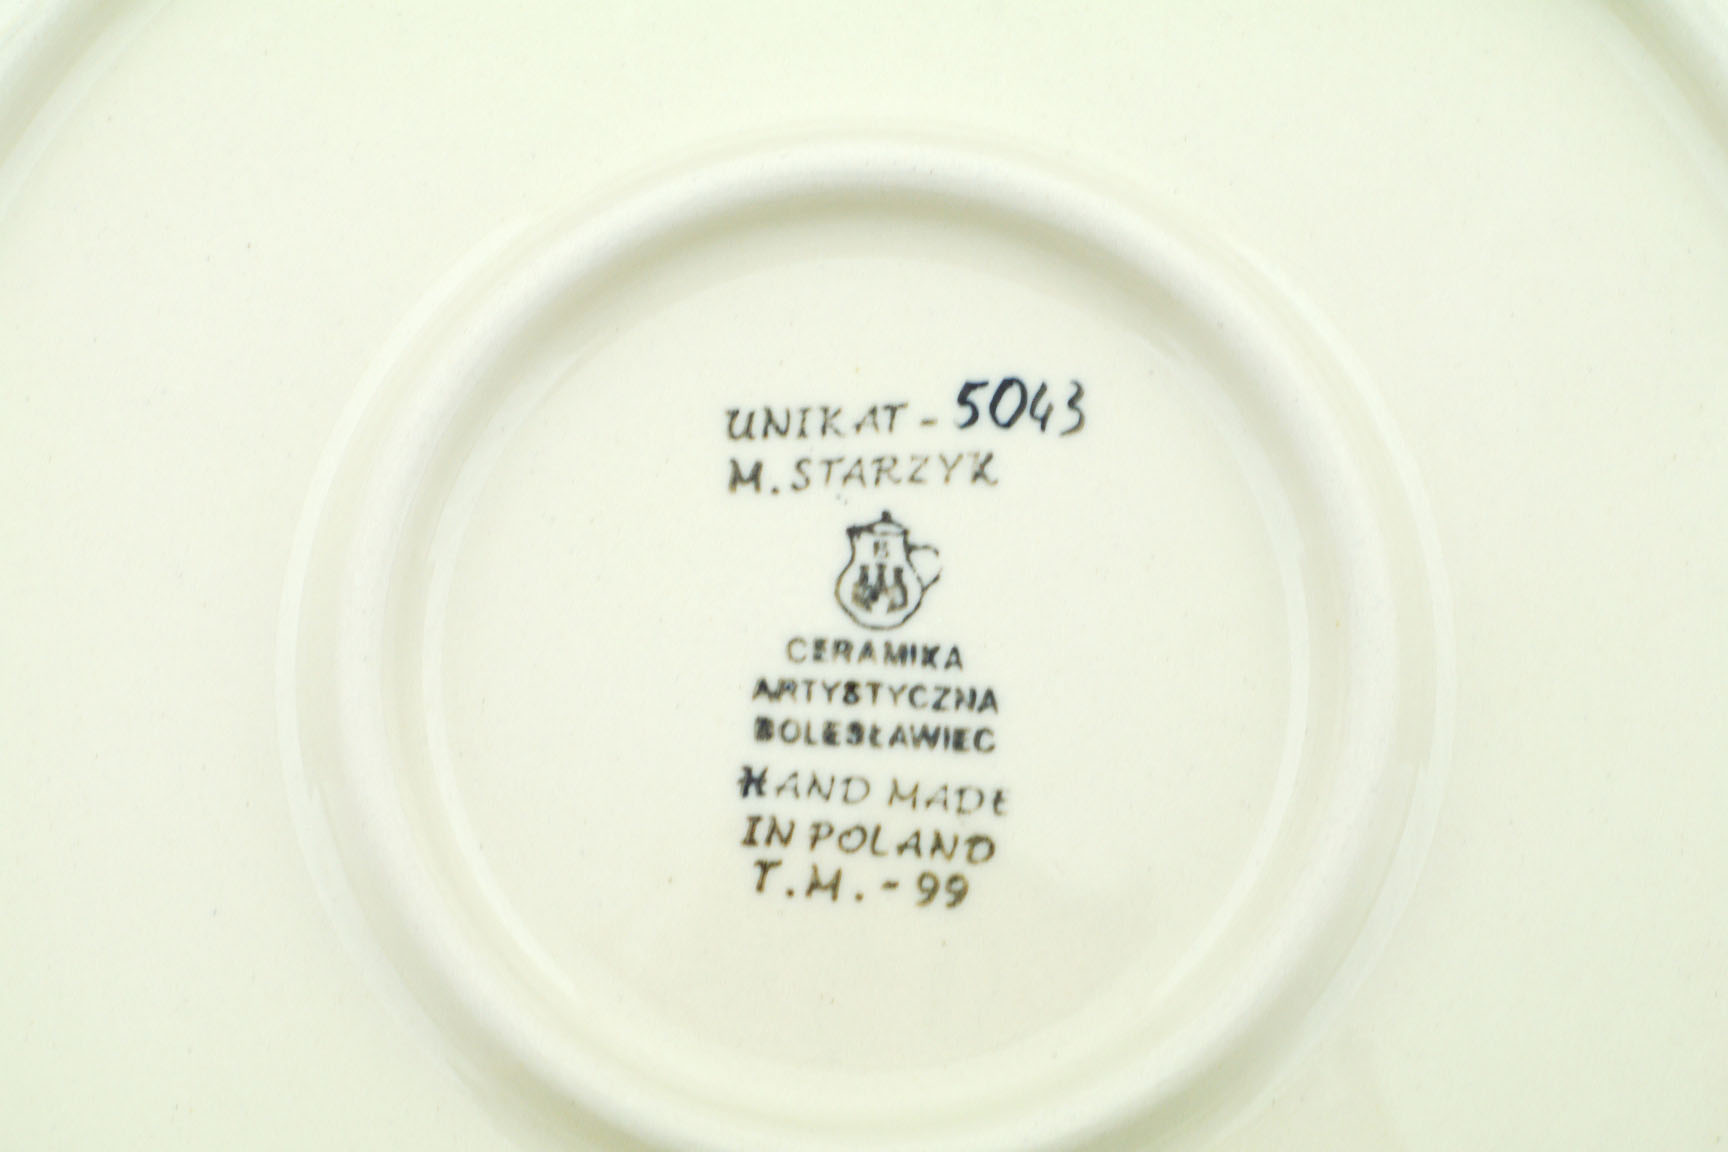 UNIKAT - 5043
M. STARZYK
B
CERAMIKA
ARTYSTYCZNA
BOLESŁAWIEC
HAND MADE
IN POLAND
T.M. - 99